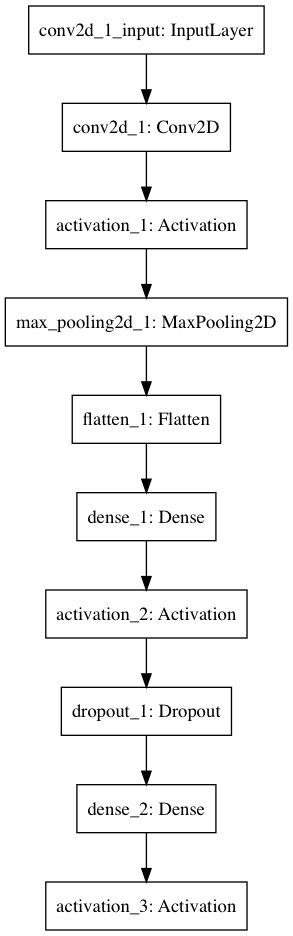 conv2d_1_input: InputLayer
conv2d_1: Conv2D
activation_1: Activation
max_pooling2d_1: MaxPooling2D
flatten_1: Flatten
dense_1: Dense
activation_2: Activation
dropout_1: Dropout
dense_2: Dense
activation_3: Activation